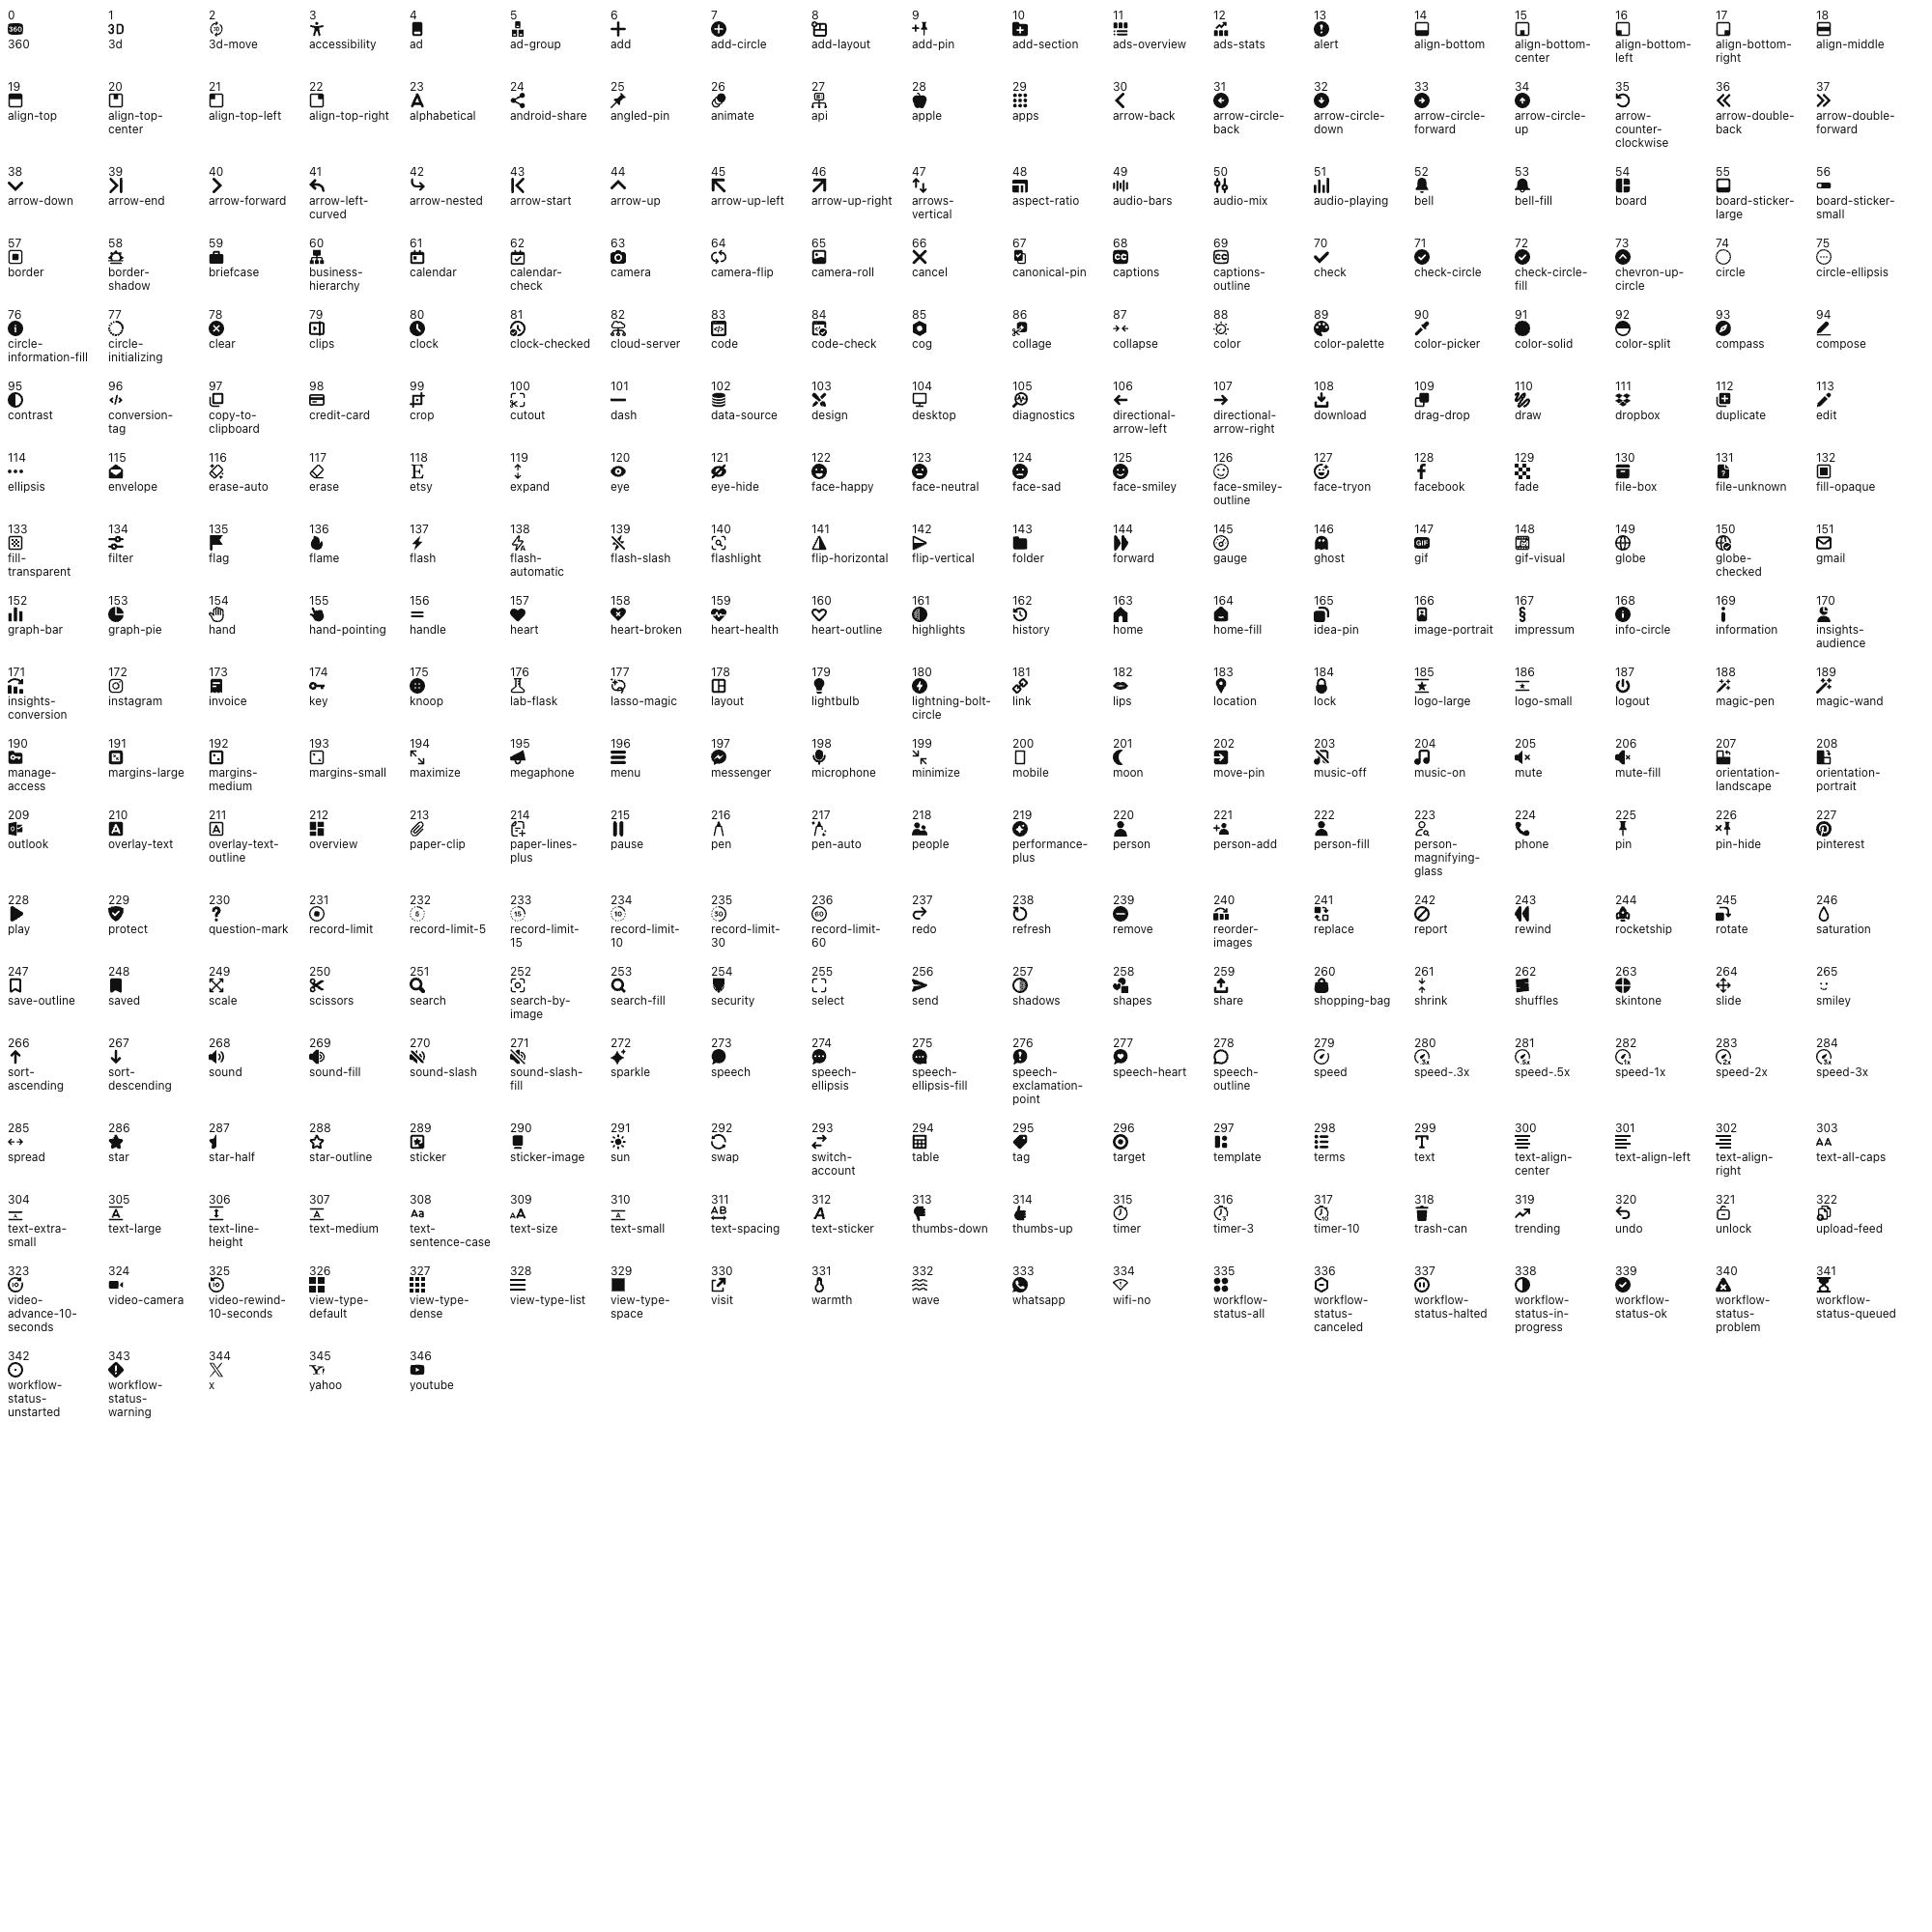 0 1 2 3 4 5 6 7 8 9 10 11 12 13 14 15 16 17 18
360 3d 3d-move accessibility ad ad-group add add-circle add-layout add-pin add-section ads-overview ads-stats alert align-bottom align-bottom- align-bottom- align-bottom- align-middle
center left right
19 20 21 22 23 24 25 26 27 28 29 30 31 32 33 34 35 36 37
align-top align-top- align-top-left align-top-right alphabetical android-share angled-pin animate api apple apps arrow-back arrow-circle- arrow-circle- arrow-circle- arrow-circle- arrow- arrow-double- arrow-double-
center back down forward up counter- back forward
clockwise
38 39 40 41 42 43 44 45 46 47 48 49 50 51 52 53 54 55 56
arrow-down arrow-end arrow-forward arrow-left- arrow-nested arrow-start arrow-up arrow-up-left arrow-up-right arrows- aspect-ratio audio-bars audio-mix audio-playing bell bell-fill board board-sticker- board-sticker-
curved vertical large small
57 58 59 60 61 62 63 64 65 66 67 68 69 70 71 72 73 74 75
border border- briefcase business- calendar calendar- camera camera-flip camera-roll cancel canonical-pin captions captions- check check-circle check-circle- chevron-up- circle circle-ellipsis
shadow hierarchy check outline fill circle
76 77 78 79 80 81 82 83 84 85 86 87 88 89 90 91 92 93 94
circle- circle- clear clips clock clock-checked cloud-server code code-check cog collage collapse color color-palette color-picker color-solid color-split compass compose
information-fill initializing
95 96 97 98 99 100 101 102 103 104 105 106 107 108 109 110 111 112 113
contrast conversion- copy-to- credit-card crop cutout dash data-source design desktop diagnostics directional- directional- download drag-drop draw dropbox duplicate edit
tag clipboard arrow-left arrow-right
114 115 116 117 118 119 120 121 122 123 124 125 126 127 128 129 130 131 132
ellipsis envelope erase-auto erase etsy expand eye eye-hide face-happy face-neutral face-sad face-smiley face-smiley- face-tryon facebook fade file-box file-unknown fill-opaque
outline
133 134 135 136 137 138 139 140 141 142 143 144 145 146 147 148 149 150 151
fill- filter flag flame flash flash- flash-slash flashlight flip-horizontal flip-vertical folder forward gauge ghost gif gif-visual globe globe- gmail
transparent automatic checked
152 153 154 155 156 157 158 159 160 161 162 163 164 165 166 167 168 169 170
graph-bar graph-pie hand hand-pointing handle heart heart-broken heart-health heart-outline highlights history home home-fill idea-pin image-portrait impressum info-circle information insights-
audience
171 172 173 174 175 176 177 178 179 180 181 182 183 184 185 186 187 188 189
insights- instagram invoice key knoop lab-flask lasso-magic layout lightbulb lightning-bolt- link lips location lock logo-large logo-small logout magic-pen magic-wand
conversion circle
190 191 192 193 194 195 196 197 198 199 200 201 202 203 204 205 206 207 208
manage- margins-large margins- margins-small maximize megaphone menu messenger microphone minimize mobile moon move-pin music-off music-on mute mute-fill orientation- orientation-
access medium landscape portrait
209 210 211 212 213 214 215 216 217 218 219 220 221 222 223 224 225 226 227
outlook overlay-text overlay-text- overview paper-clip paper-lines- pause pen pen-auto people performance- person person-add person-fill person- phone pin pin-hide pinterest
outline plus plus magnifying-
glass
228 229 230 231 232 233 234 235 236 237 238 239 240 241 242 243 244 245 246
play protect question-mark record-limit record-limit-5 record-limit- record-limit- record-limit- record-limit- redo refresh remove reorder- replace report rewind rocketship rotate saturation
15 10 30 60 images
247 248 249 250 251 252 253 254 255 256 257 258 259 260 261 262 263 264 265
save-outline saved scale scissors search search-by- search-fill security select send shadows shapes share shopping-bag shrink shuffles skintone slide smiley
image
266 267 268 269 270 271 272 273 274 275 276 277 278 279 280 281 282 283 284
sort- sort- sound sound-fill sound-slash sound-slash- sparkle speech speech- speech- speech- speech-heart speech- speed speed-.3x speed-.5x speed-1x speed-2x speed-3x
ascending descending fill ellipsis ellipsis-fill exclamation- outline
point
285 286 287 288 289 290 291 292 293 294 295 296 297 298 299 300 301 302 303
spread star star-half star-outline sticker sticker-image sun swap switch- table tag target template terms text text-align- text-align-left text-align- text-all-caps
account center right
304 305 306 307 308 309 310 311 312 313 314 315 316 317 318 319 320 321 322
text-extra- text-large text-line- text-medium text- text-size text-small text-spacing text-sticker thumbs-down thumbs-up timer timer-3 timer-10 trash-can trending undo unlock upload-feed
small height sentence-case
323 324 325 326 327 328 329 330 331 332 333 334 335 336 337 338 339 340 341
video- video-camera video-rewind- view-type- view-type- view-type-list view-type- visit warmth wave whatsapp wifi-no workflow- workflow- workflow- workflow- workflow- workflow- workflow-
advance-10- 10-seconds default dense space status-all status- status-halted status-in- status-ok status- status-queued
seconds canceled progress problem
342 343 344 345 346
workflow- workflow- x yahoo youtube
status- status-
unstarted warning